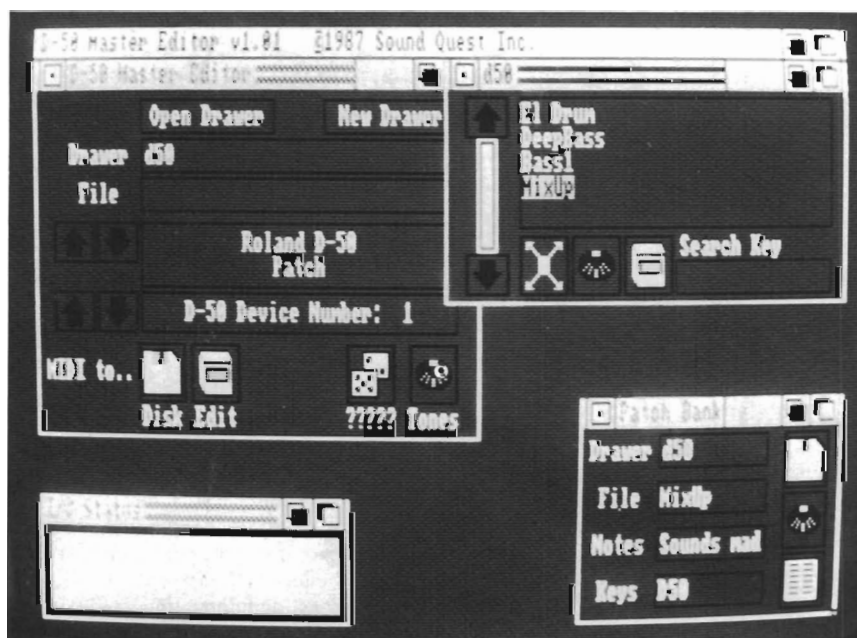 D-50 Master Editor v1.01 ©1987 Sound Quest Inc.
D-50 Master Editor
Open Drawer New Drawer
Drawer d50
File
Roland D-50
Patch
D-50 Device Number: 1
MIDI to..
Disk Edit ????? Tones
d50
El Drum
DeepBass
Bass1
MixUp
Search Key
I/O Status
Patch Bank
Drawer d50
File MixUp
Notes Sounds mad
Keys D50